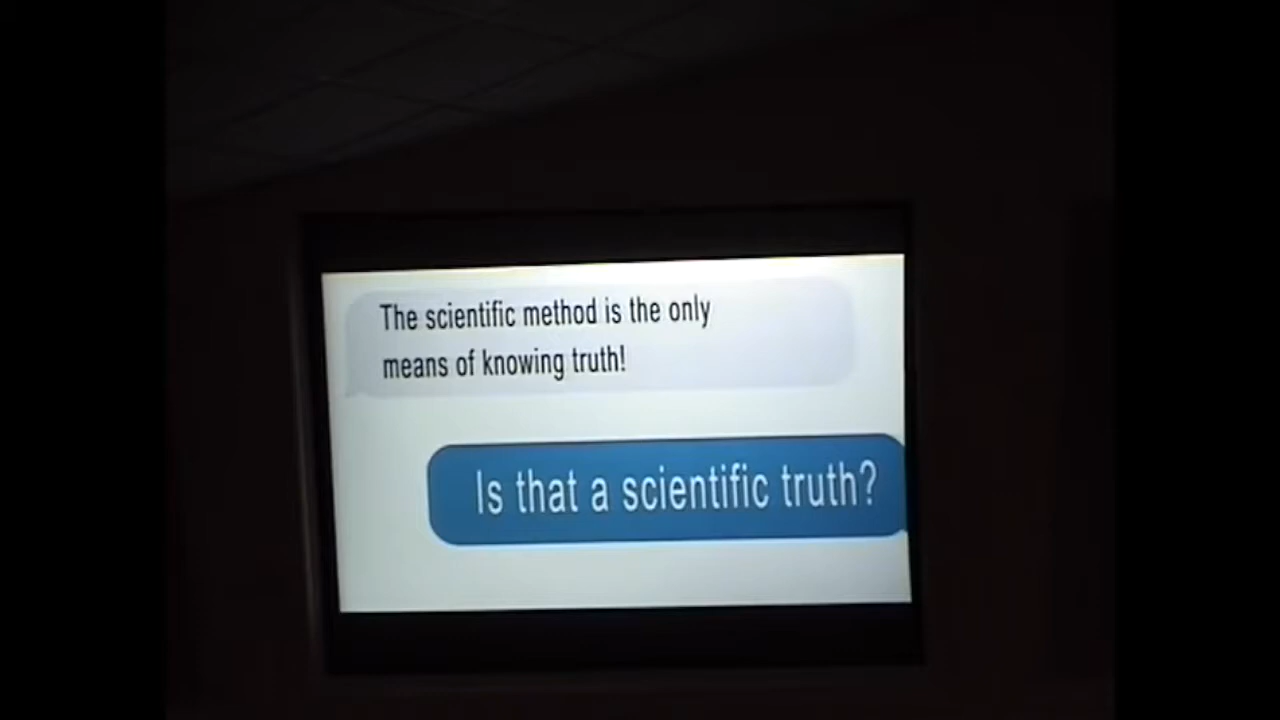 The scientific method is the only
means of knowing truth!
Is that a scientific truth?